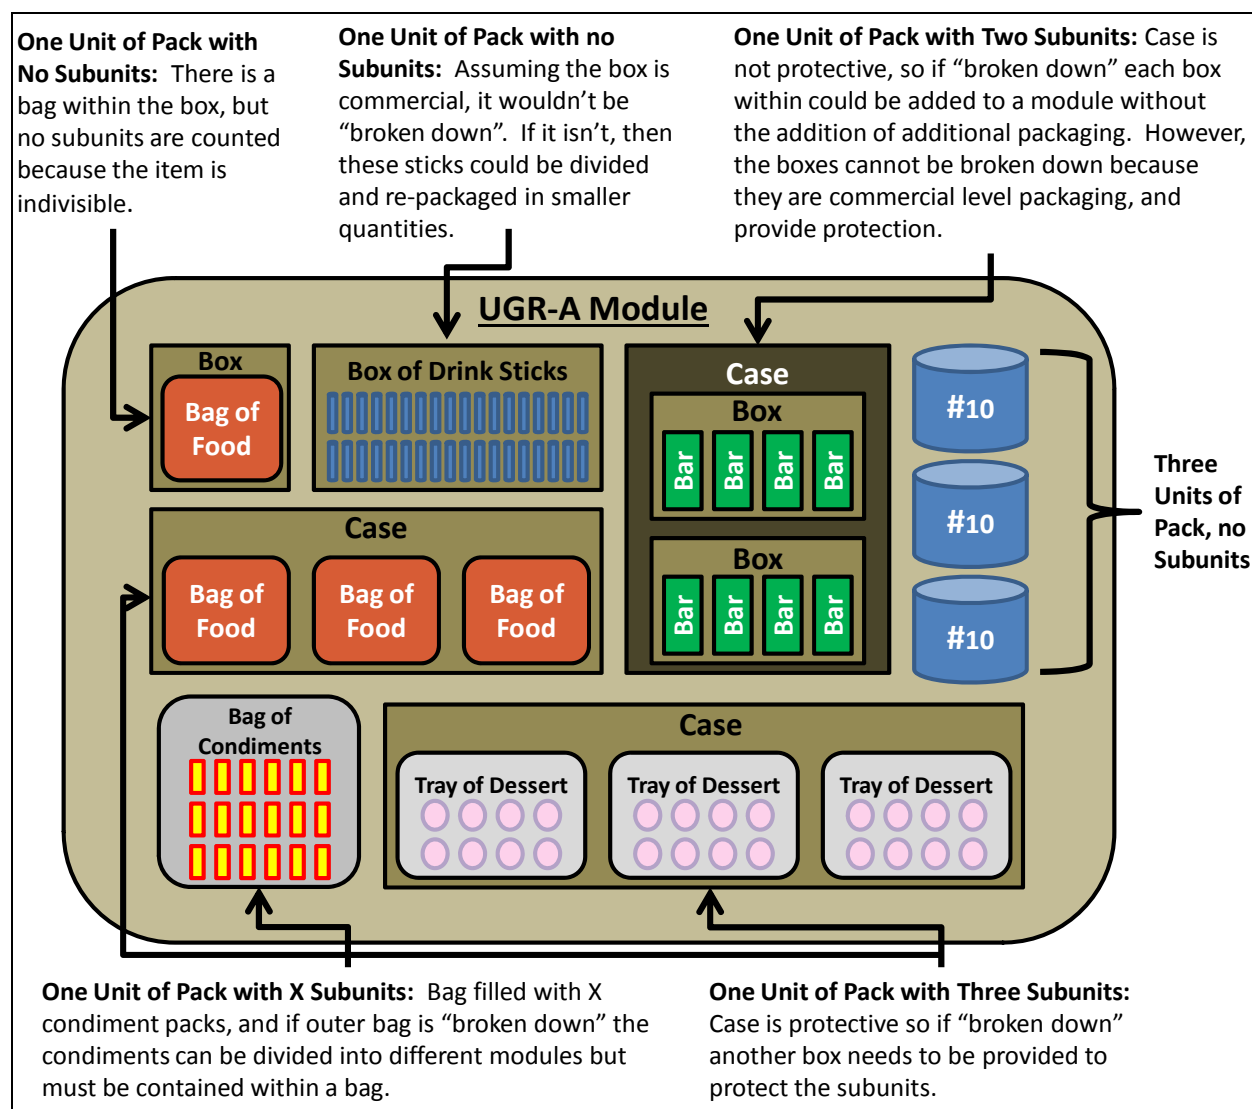 One Unit of Pack with
No Subunits:  There is a
bag within the box, but
no subunits are counted
because the item is
indivisible.
One Unit of Pack with no
Subunits:  Assuming the box is
commercial, it wouldn’t be
“broken down”.  If it isn’t, then
these sticks could be divided
and re-packaged in smaller
quantities.
One Unit of Pack with Two Subunits: Case is
not protective, so if “broken down” each box
within could be added to a module without
the addition of additional packaging.  However,
the boxes cannot be broken down because
they are commercial level packaging, and
provide protection.
UGR-A Module
Box
Bag of
Food
Box of Drink Sticks
Case
Box
Bar
Bar
Bar
Bar
Box
Bar
Bar
Bar
Bar
#10
#10
#10
Three
Units of
Pack, no
Subunits
Case
Bag of
Food
Bag of
Food
Bag of
Food
Bag of
Condiments
Case
Tray of Dessert
Tray of Dessert
Tray of Dessert
One Unit of Pack with X Subunits:  Bag filled with X
condiment packs, and if outer bag is “broken down” the
condiments can be divided into different modules but
must be contained within a bag.
One Unit of Pack with Three Subunits:
Case is protective so if “broken down”
another box needs to be provided to
protect the subunits.